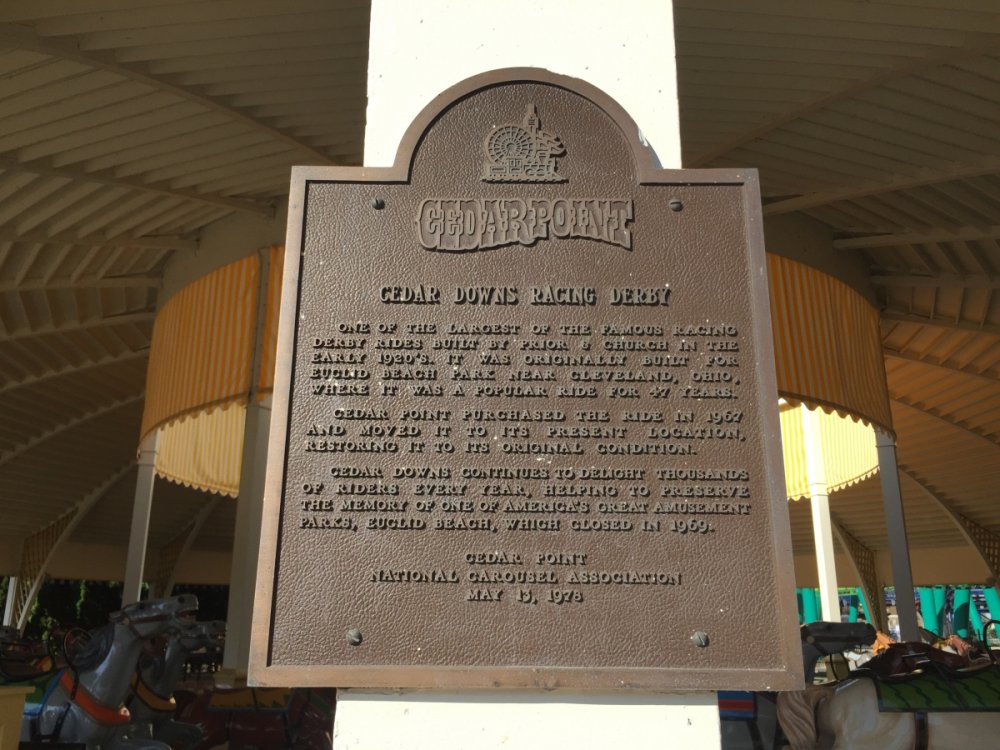 CEDAR POINT
CEDAR DOWNS RACING DERBY
ONE OF THE LARGEST OF THE FAMOUS RACING
DERBY RIDES BUILT BY PRIOR & CHURCH IN THE
EARLY 1920'S. IT WAS ORIGINALLY BUILT FOR
EUCLID BEACH PARK NEAR CLEVELAND, OHIO,
WHERE IT WAS A POPULAR RIDE FOR 47 YEARS.
CEDAR POINT PURCHASED THE RIDE IN 1967
AND MOVED IT TO ITS PRESENT LOCATION,
RESTORING IT TO ITS ORIGINAL CONDITION.
CEDAR DOWNS CONTINUES TO DELIGHT THOUSANDS
OF RIDERS EVERY YEAR, HELPING TO PRESERVE
THE MEMORY OF ONE OF AMERICA'S GREAT AMUSEMENT
PARKS, EUCLID BEACH, WHICH CLOSED IN 1969.
CEDAR POINT
NATIONAL CAROUSEL ASSOCIATION
MAY 13, 1978